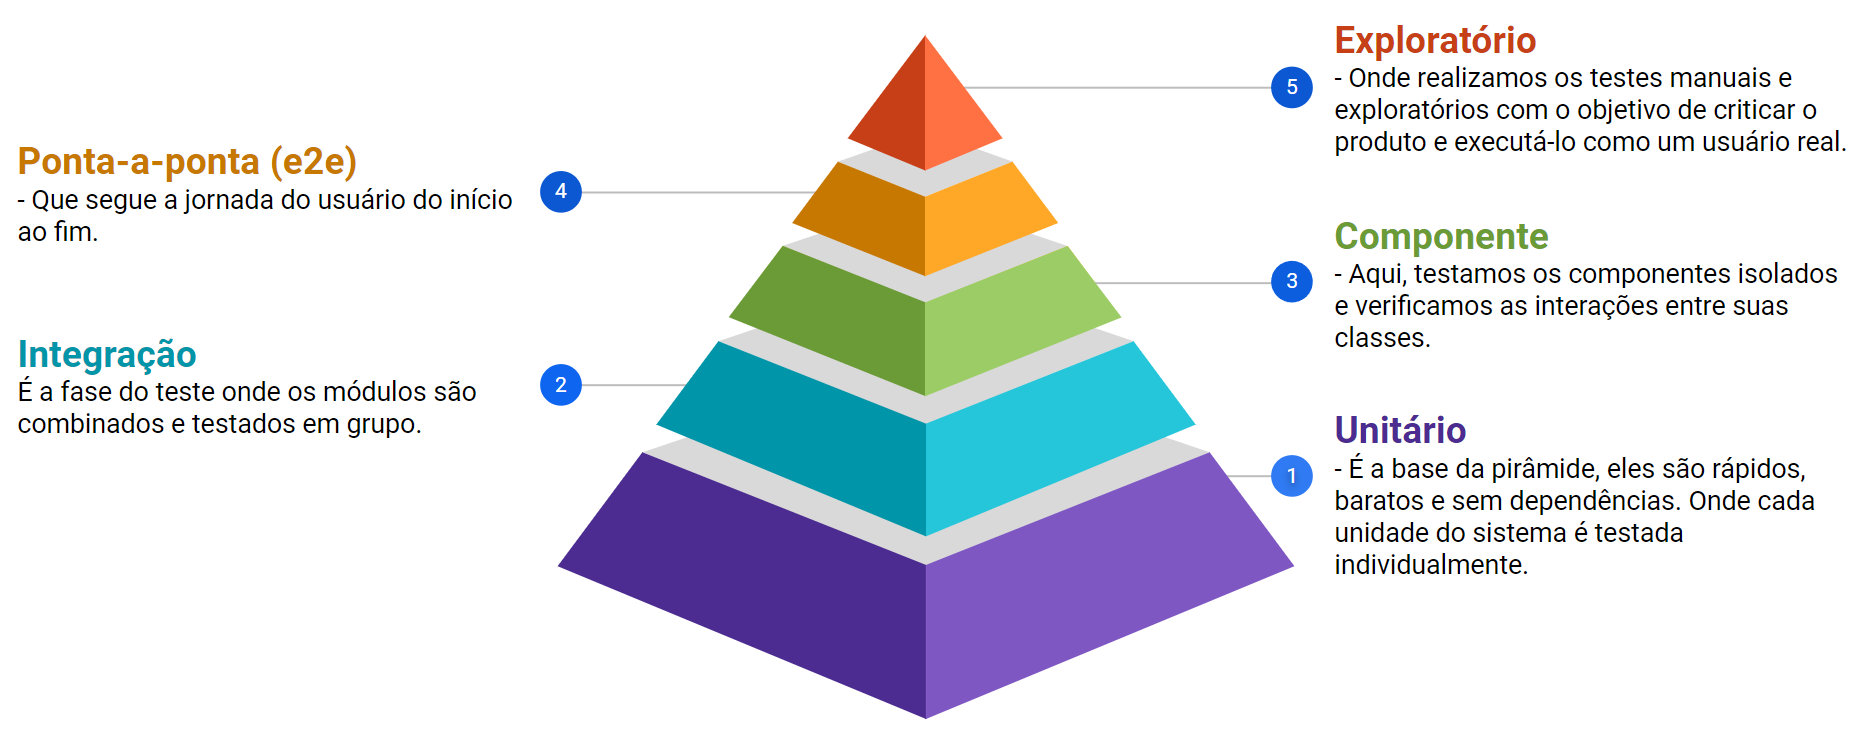 Exploratório
- Onde realizamos os testes manuais e
exploratórios com o objetivo de criticar o
produto e executá-lo como um usuário real.
5
Ponta-a-ponta (e2e)
- Que segue a jornada do usuário do início
ao fim.
4
Componente
- Aqui, testamos os componentes isolados
e verificamos as interações entre suas
classes.
3
Integração
É a fase do teste onde os módulos são
combinados e testados em grupo.
2
Unitário
- É a base da pirâmide, eles são rápidos,
baratos e sem dependências. Onde cada
unidade do sistema é testada
individualmente.
1